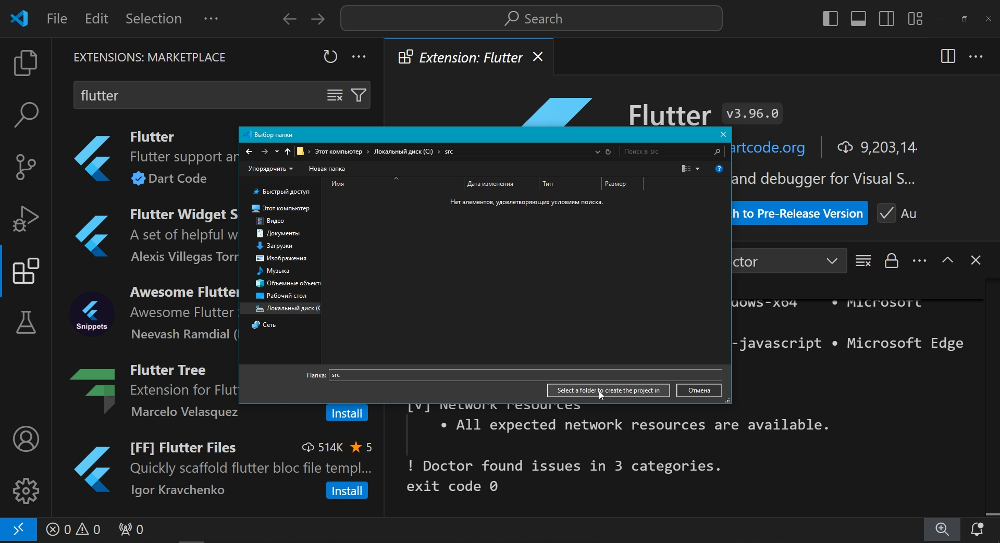 File Edit Selection ···
Search
EXTENSIONS: MARKETPLACE
flutter
Flutter
Flutter support ar
Dart Code
Flutter Widget S
A set of helpful w
Alexis Villegas Torr
Awesome Flutter
Awesome Flutter
Neevash Ramdial (
Snippets
Flutter Tree
Extension for Flut
Marcelo Velasquez
Install
[FF] Flutter Files 514K 5
Quickly scaffold flutter bloc file templ...
Igor Kravchenko
Install
Extension: Flutter
Flutter v3.96.0
artcode.org 9,203,14
and debugger for Visual S...
h to Pre-Release Version Au
Выбор папки
Этот компьютер › Локальный диск (C:) › src
Поиск в: src
Упорядочить Новая папка
Имя Дата изменения Тип Размер
Нет элементов, удовлетворяющих условиям поиска.
Быстрый доступ
Этот компьютер
Видео
Документы
Загрузки
Изображения
Музыка
Объемные объект
Рабочий стол
Локальный диск (C
Сеть
Папка: src
Select a folder to create the project in Отмена
ctor
dows-x64 • Microsoft
-javascript • Microsoft Edge
[√] Network resources
• All expected network resources are available.
! Doctor found issues in 3 categories.
exit code 0
0 0 0